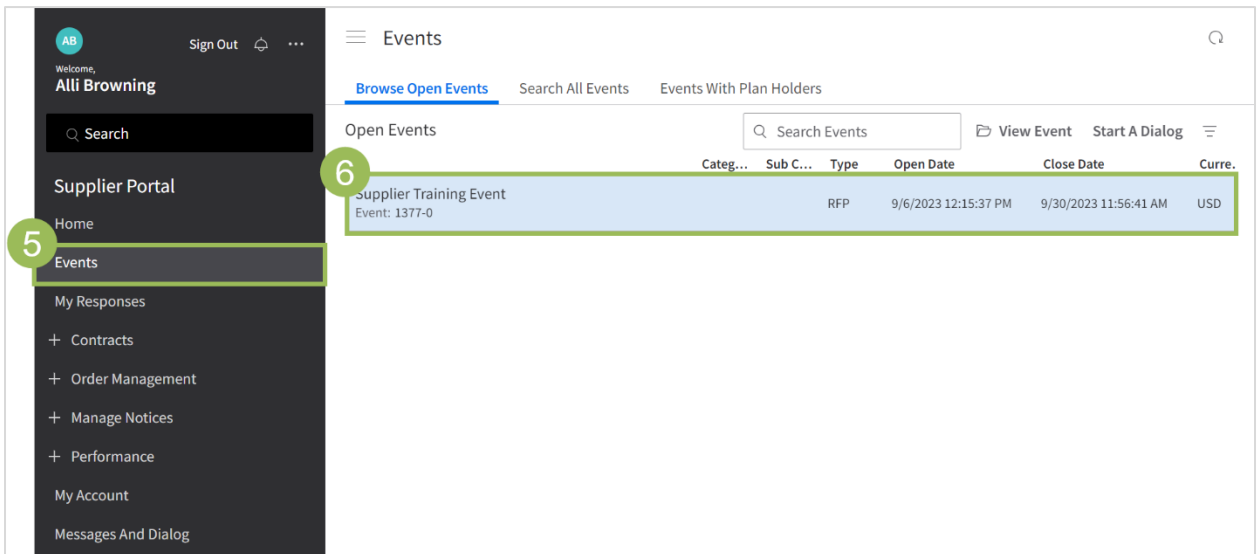 AB
Sign Out
Welcome,
Alli Browning
Search
Supplier Portal
Home
5
Events
My Responses
+ Contracts
+ Order Management
+ Manage Notices
+ Performance
My Account
Messages And Dialog
Events
Browse Open Events Search All Events Events With Plan Holders
Open Events Search Events View Event Start A Dialog
Categ... Sub C... Type Open Date Close Date Curre.
6
Supplier Training Event
Event: 1377-0
RFP 9/6/2023 12:15:37 PM 9/30/2023 11:56:41 AM USD